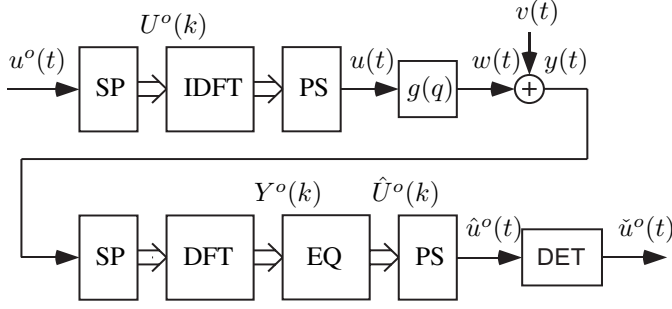 v(t)
U^o(k)
u^o(t) SP IDFT PS u(t) g(q) w(t) + y(t)
Y^o(k) Û^o(k)
SP DFT EQ PS û^o(t) DET ǔ^o(t)